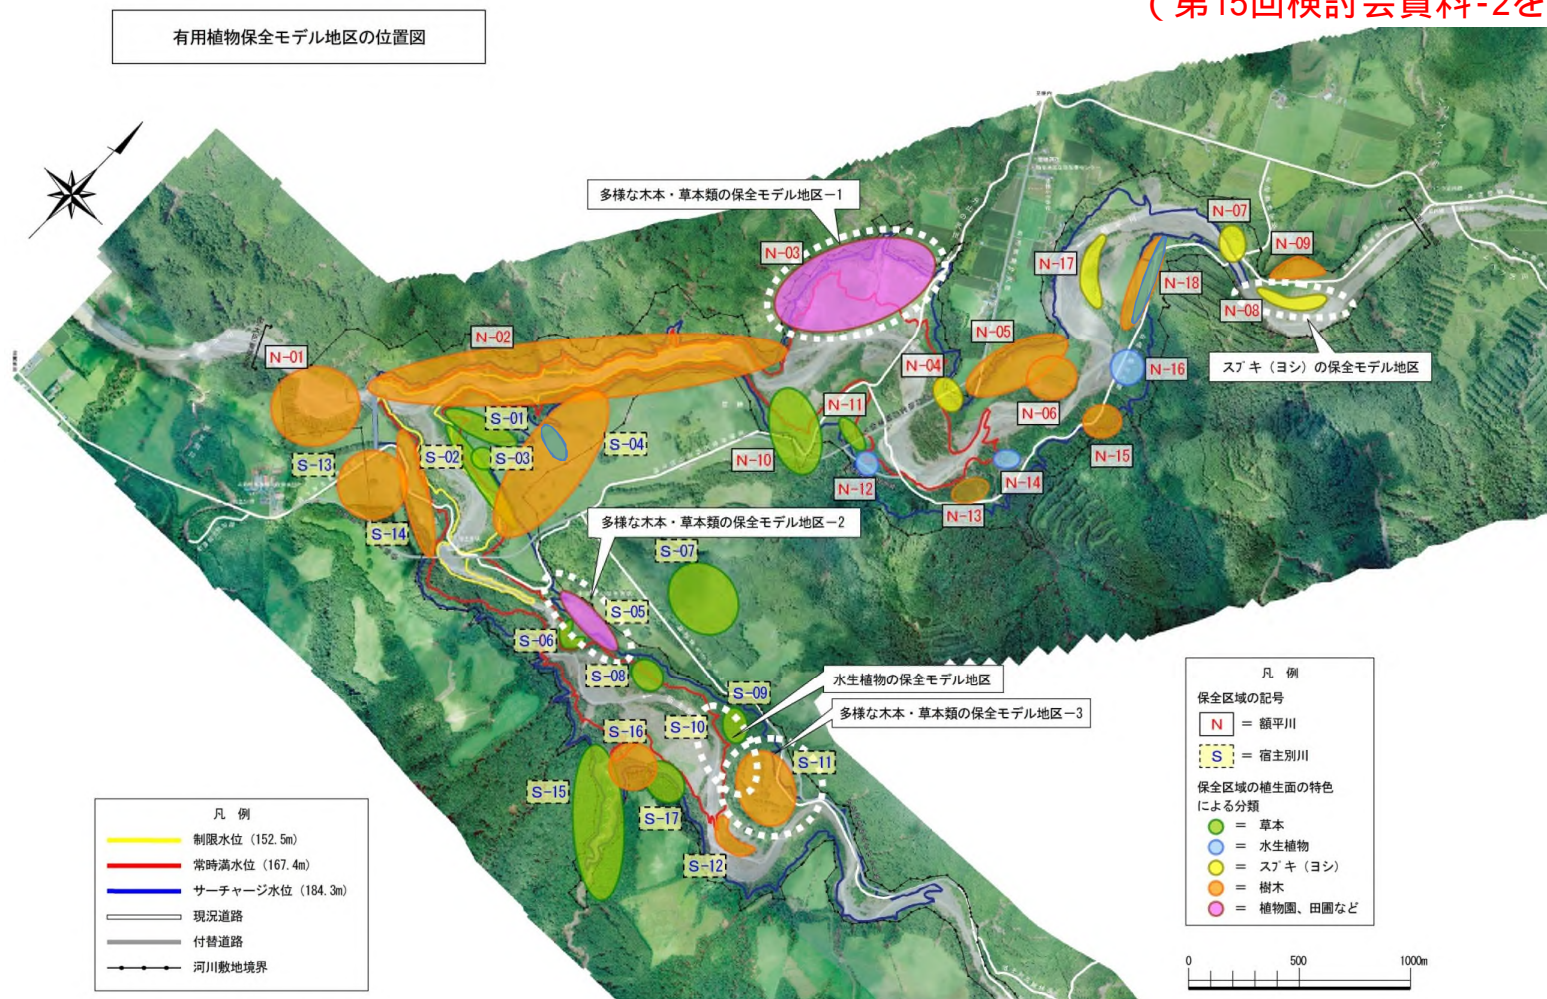 （第15回検討会資料-2を
有用植物保全モデル地区の位置図
多様な木本・草本類の保全モデル地区－1
N-07
N-03
N-09
N-17
N-18
N-02
N-05
N-08
N-01
N-04
N-16
スブキ（ヨシ）の保全モデル地区
N-11
N-06
S-01
S-04
S-02
S-03
S-13
N-10
N-15
N-12
N-14
N-13
多様な木本・草本類の保全モデル地区－2
S-14
S-07
S-05
S-06
S-08
水生植物の保全モデル地区
S-09
多様な木本・草本類の保全モデル地区－3
S-10
S-16
S-11
S-15
S-17
S-12
凡 例
制限水位（152.5m）
常時満水位（167.4m）
サーチャージ水位（184.3m）
現況道路
付替道路
河川敷地境界
凡 例
保全区域の記号
N ＝ 額平川
S ＝ 宿主別川
保全区域の植生面の特色
による分類
＝ 草本
＝ 水生植物
＝ スブキ（ヨシ）
＝ 樹木
＝ 植物園、田圃など
0 500 1000m